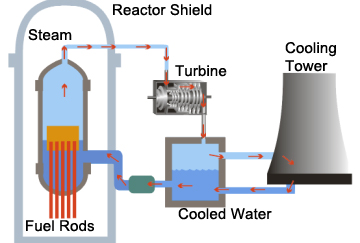 Reactor Shield
Steam
Cooling
Tower
Turbine
Cooled Water
Fuel Rods